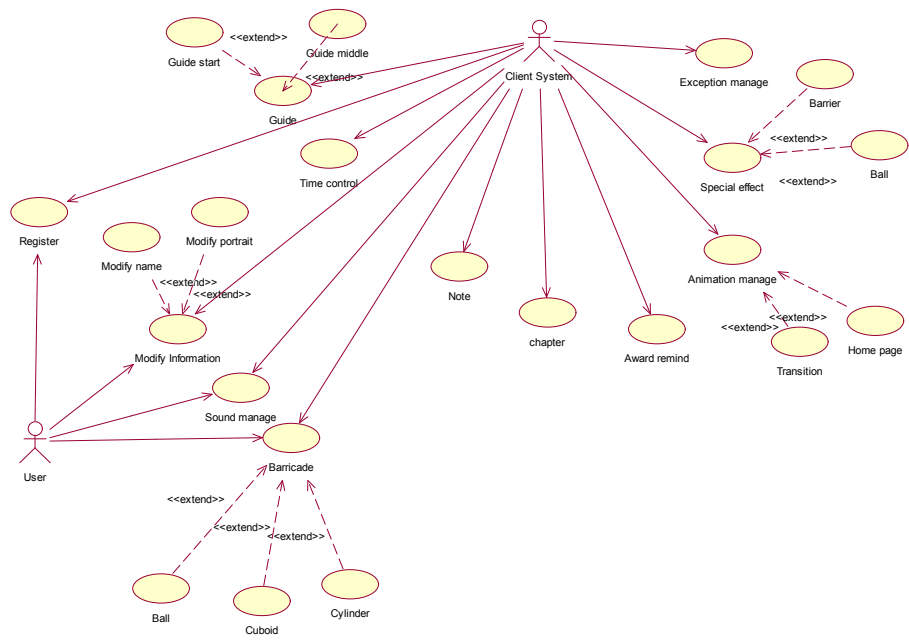 <<extend>>
Guide middle
Guide start
<<extend>>
Client System
Exception manage
Guide
Barrier
<<extend>>
Time control
Special effect
<<extend>>
Ball
Register
Modify portrait
Modify name
<<extend>>
<<extend>>
Note
Animation manage
<<extend>>
<<extend>>
chapter
Award remind
Home page
Modify Information
Transition
Sound manage
Barricade
User
<<extend>>
<<extend>>
<<extend>>
Ball
Cuboid
Cylinder